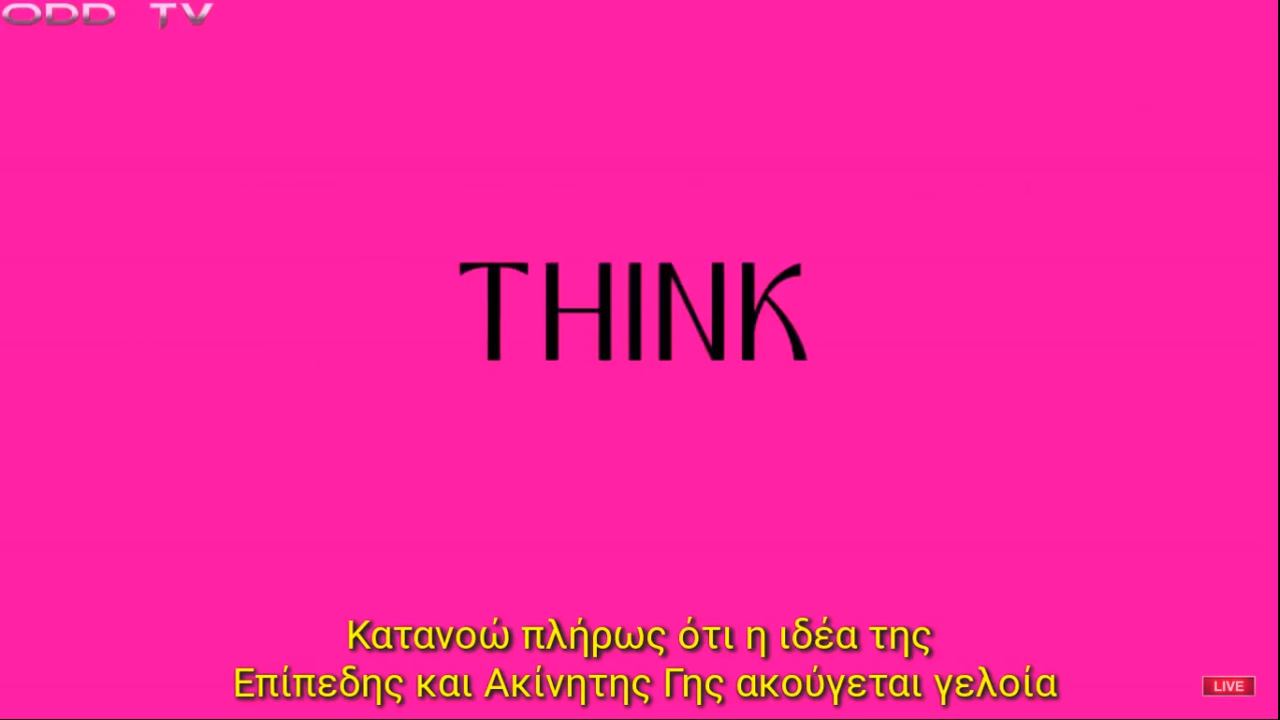 ODD TV
THINK
Κατανοώ πλήρως ότι η ιδέα της
Επίπεδης και Ακίνητης Γης ακούγεται γελοία
LIVE